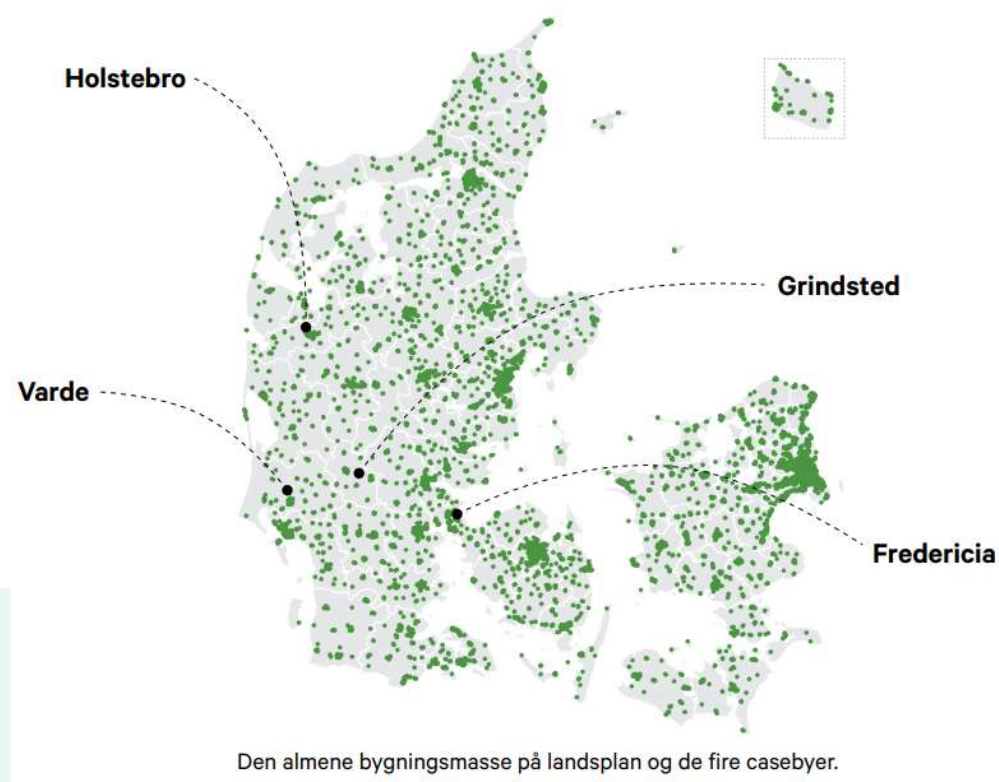 Holstebro
Grindsted
Varde
Fredericia
Den almene bygningsmasse på landsplan og de fire casebyer.